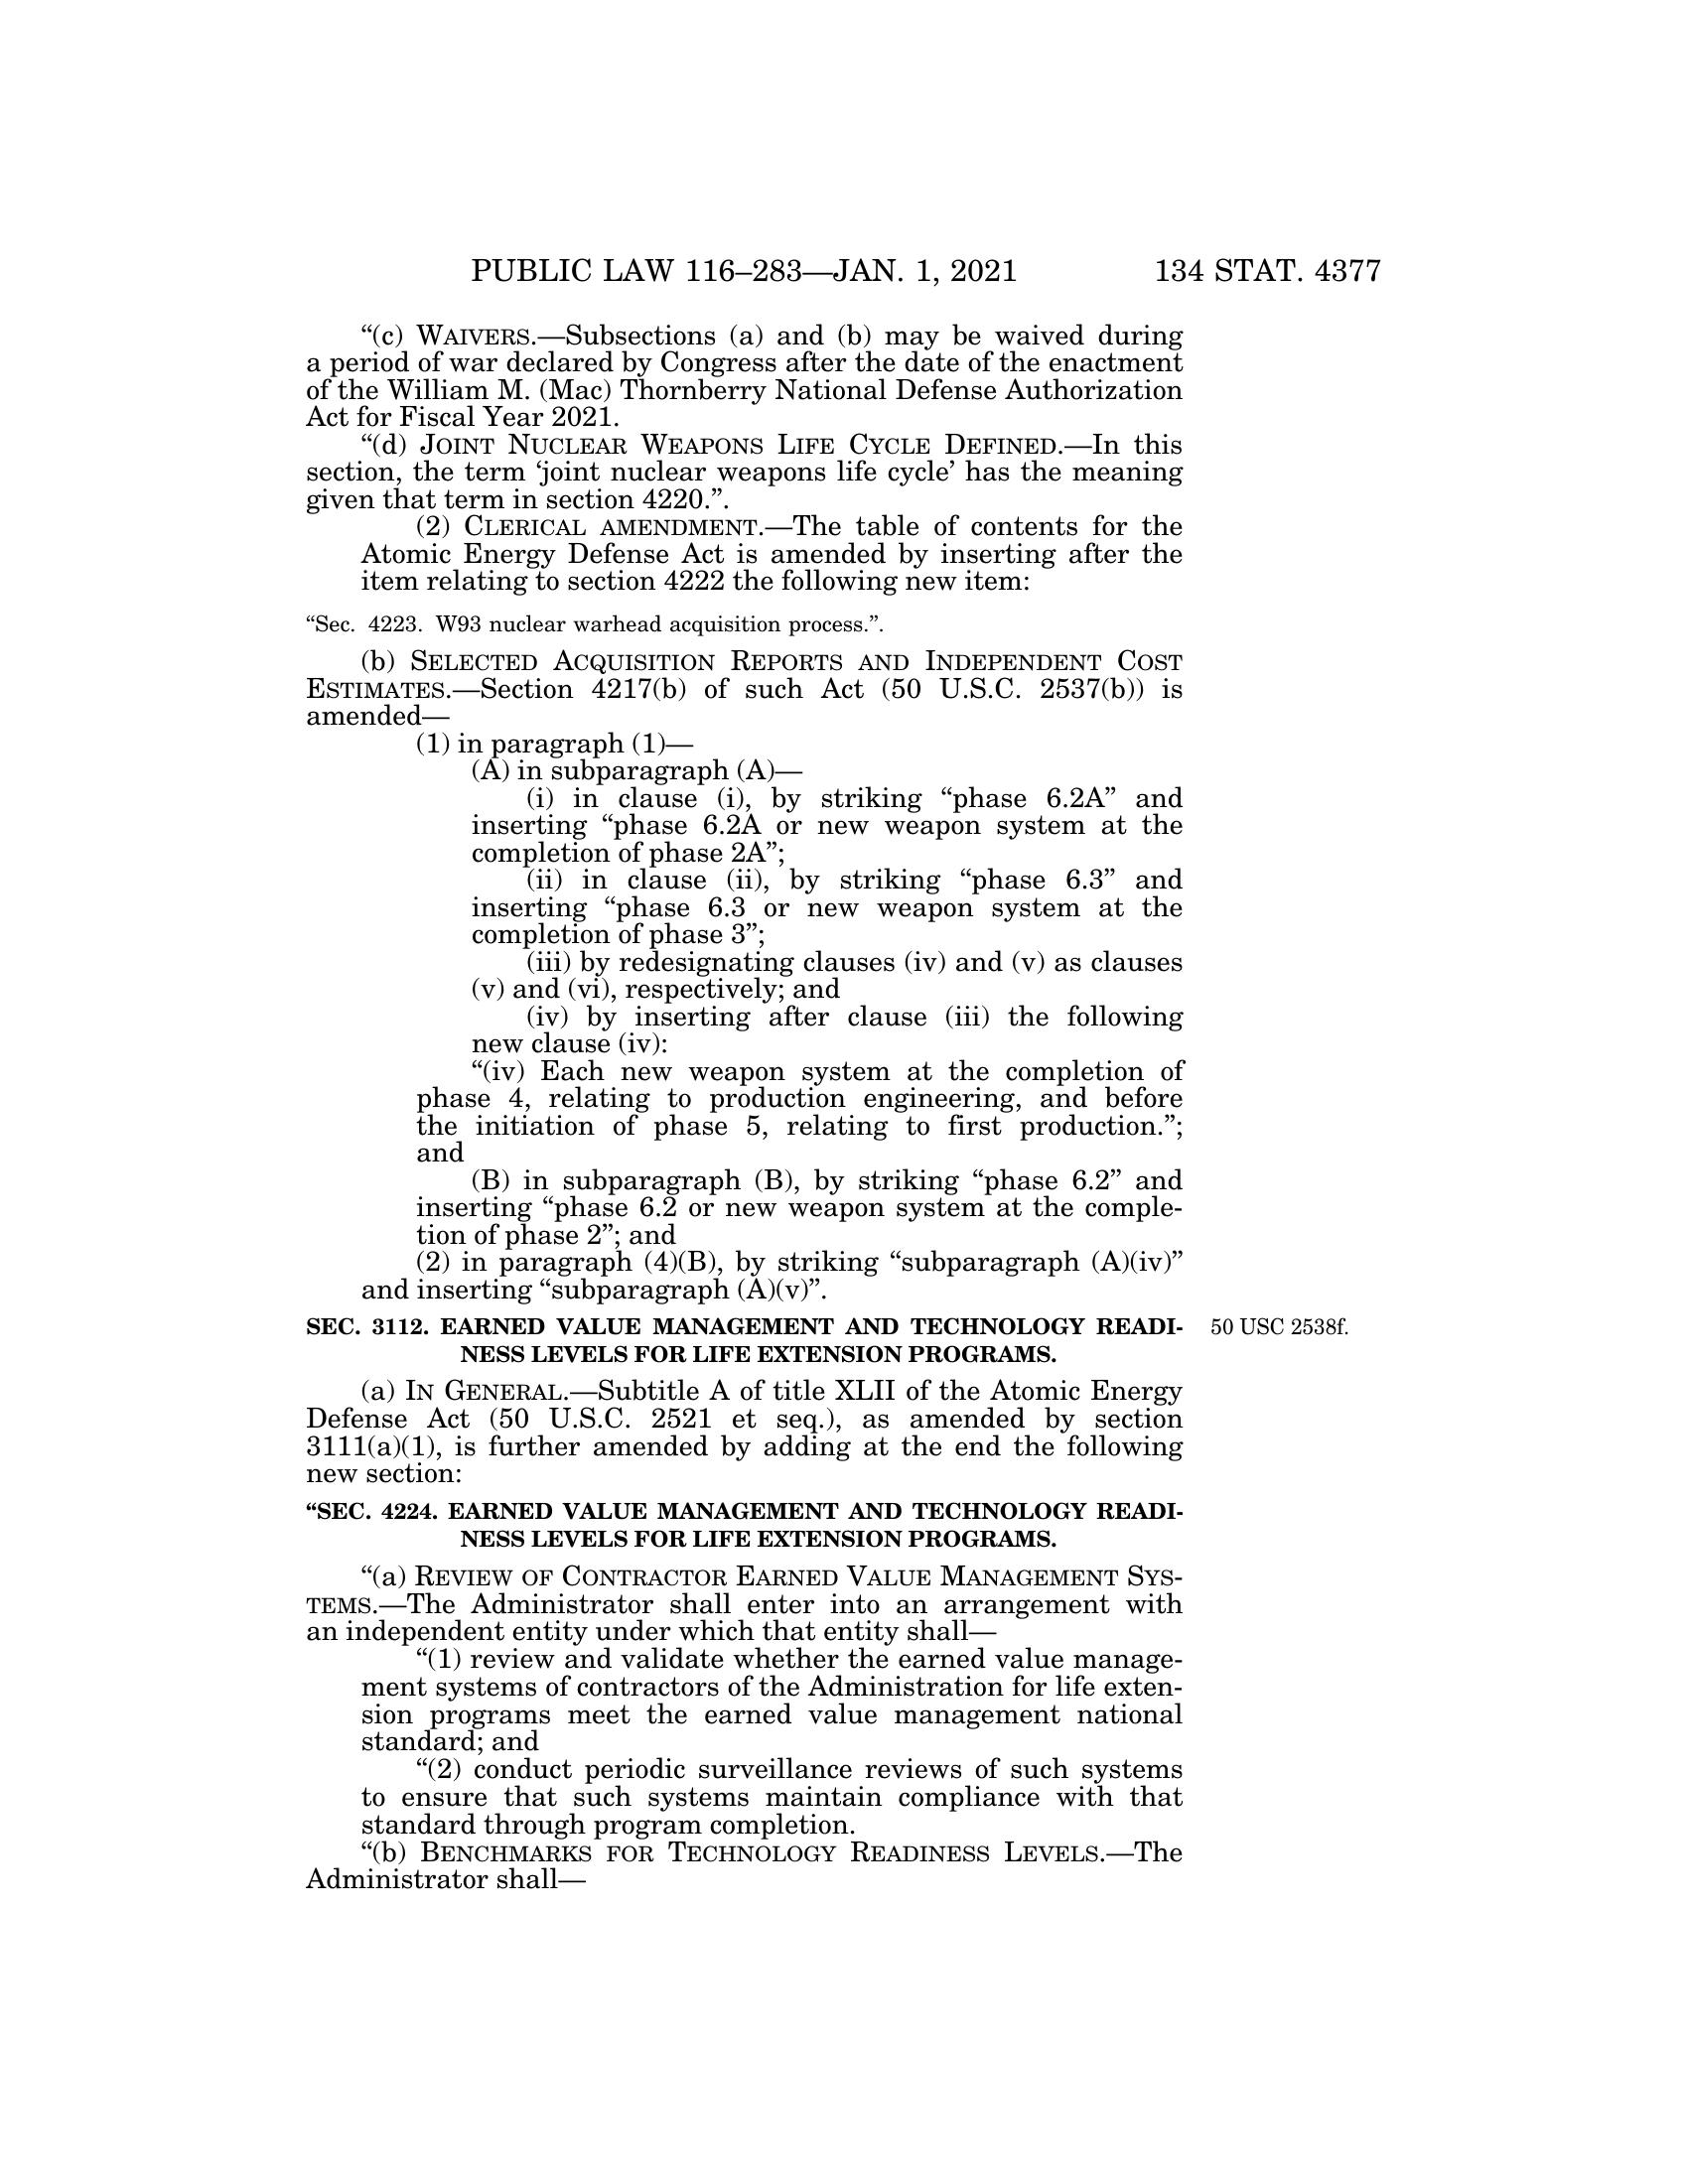 PUBLIC LAW 116–283—JAN. 1, 2021 134 STAT. 4377
“(c) WAIVERS.—Subsections (a) and (b) may be waived during
a period of war declared by Congress after the date of the enactment
of the William M. (Mac) Thornberry National Defense Authorization
Act for Fiscal Year 2021.
“(d) JOINT NUCLEAR WEAPONS LIFE CYCLE DEFINED.—In this
section, the term ‘joint nuclear weapons life cycle’ has the meaning
given that term in section 4220.”.
(2) CLERICAL AMENDMENT.—The table of contents for the
Atomic Energy Defense Act is amended by inserting after the
item relating to section 4222 the following new item:
“Sec. 4223. W93 nuclear warhead acquisition process.”.
(b) SELECTED ACQUISITION REPORTS AND INDEPENDENT COST
ESTIMATES.—Section 4217(b) of such Act (50 U.S.C. 2537(b)) is
amended—
(1) in paragraph (1)—
(A) in subparagraph (A)—
(i) in clause (i), by striking “phase 6.2A” and
inserting “phase 6.2A or new weapon system at the
completion of phase 2A”;
(ii) in clause (ii), by striking “phase 6.3” and
inserting “phase 6.3 or new weapon system at the
completion of phase 3”;
(iii) by redesignating clauses (iv) and (v) as clauses
(v) and (vi), respectively; and
(iv) by inserting after clause (iii) the following
new clause (iv):
“(iv) Each new weapon system at the completion of
phase 4, relating to production engineering, and before
the initiation of phase 5, relating to first production.”;
and
(B) in subparagraph (B), by striking “phase 6.2” and
inserting “phase 6.2 or new weapon system at the comple-
tion of phase 2”; and
(2) in paragraph (4)(B), by striking “subparagraph (A)(iv)”
and inserting “subparagraph (A)(v)”.
SEC. 3112. EARNED VALUE MANAGEMENT AND TECHNOLOGY READI- 50 USC 2538f.
NESS LEVELS FOR LIFE EXTENSION PROGRAMS.
(a) IN GENERAL.—Subtitle A of title XLII of the Atomic Energy
Defense Act (50 U.S.C. 2521 et seq.), as amended by section
3111(a)(1), is further amended by adding at the end the following
new section:
“SEC. 4224. EARNED VALUE MANAGEMENT AND TECHNOLOGY READI-
NESS LEVELS FOR LIFE EXTENSION PROGRAMS.
“(a) REVIEW OF CONTRACTOR EARNED VALUE MANAGEMENT SYS-
TEMS.—The Administrator shall enter into an arrangement with
an independent entity under which that entity shall—
“(1) review and validate whether the earned value manage-
ment systems of contractors of the Administration for life exten-
sion programs meet the earned value management national
standard; and
“(2) conduct periodic surveillance reviews of such systems
to ensure that such systems maintain compliance with that
standard through program completion.
“(b) BENCHMARKS FOR TECHNOLOGY READINESS LEVELS.—The
Administrator shall—